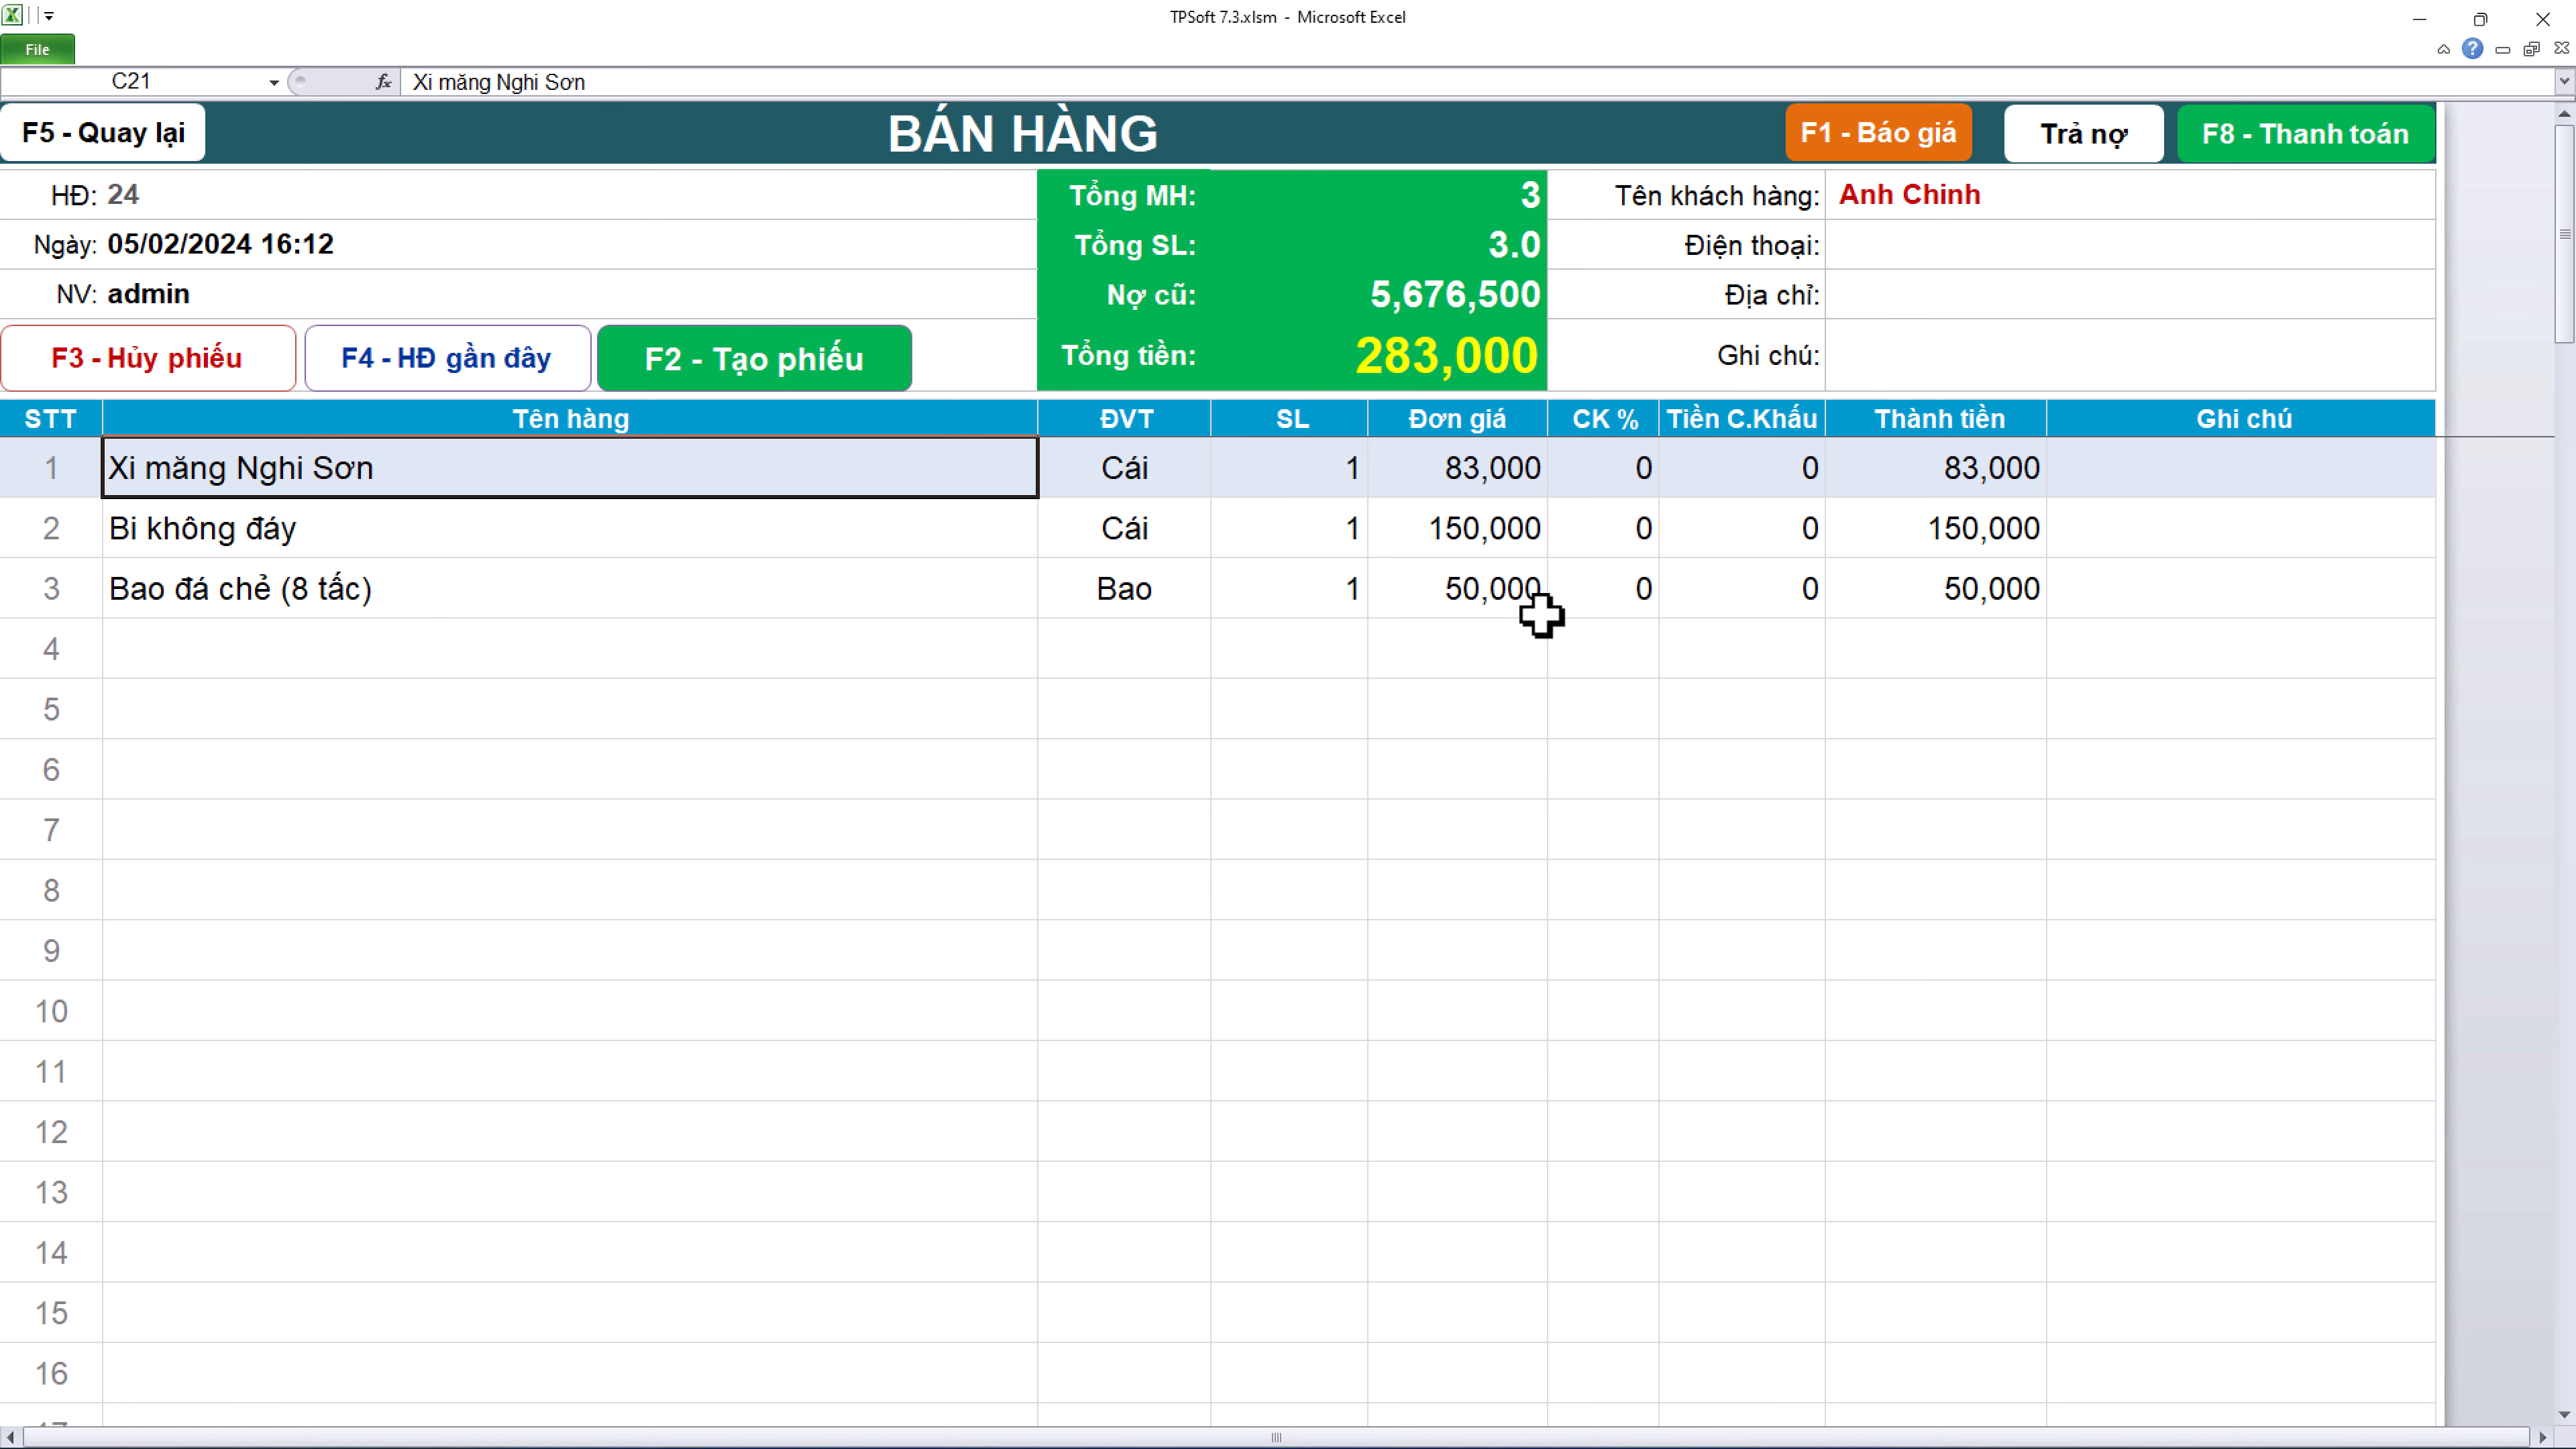 TPSoft 7.3.xlsm - Microsoft Excel
File
C21 fx Xi măng Nghi Sơn
F5 - Quay lại BÁN HÀNG F1 - Báo giá Trả nợ F8 - Thanh toán
HĐ: 24 Tổng MH: 3 Tên khách hàng: Anh Chinh
Ngày: 05/02/2024 16:12 Tổng SL: 3.0 Điện thoại:
NV: admin Nợ cũ: 5,676,500 Địa chỉ:
F3 - Hủy phiếu F4 - HĐ gần đây F2 - Tạo phiếu Tổng tiền: 283,000 Ghi chú:
STT Tên hàng ĐVT SL Đơn giá CK % Tiền C.Khấu Thành tiền Ghi chú
1 Xi măng Nghi Sơn Cái 1 83,000 0 0 83,000
2 Bi không đáy Cái 1 150,000 0 0 150,000
3 Bao đá chẻ (8 tấc) Bao 1 50,000 0 0 50,000
4
5
6
7
8
9
10
11
12
13
14
15
16